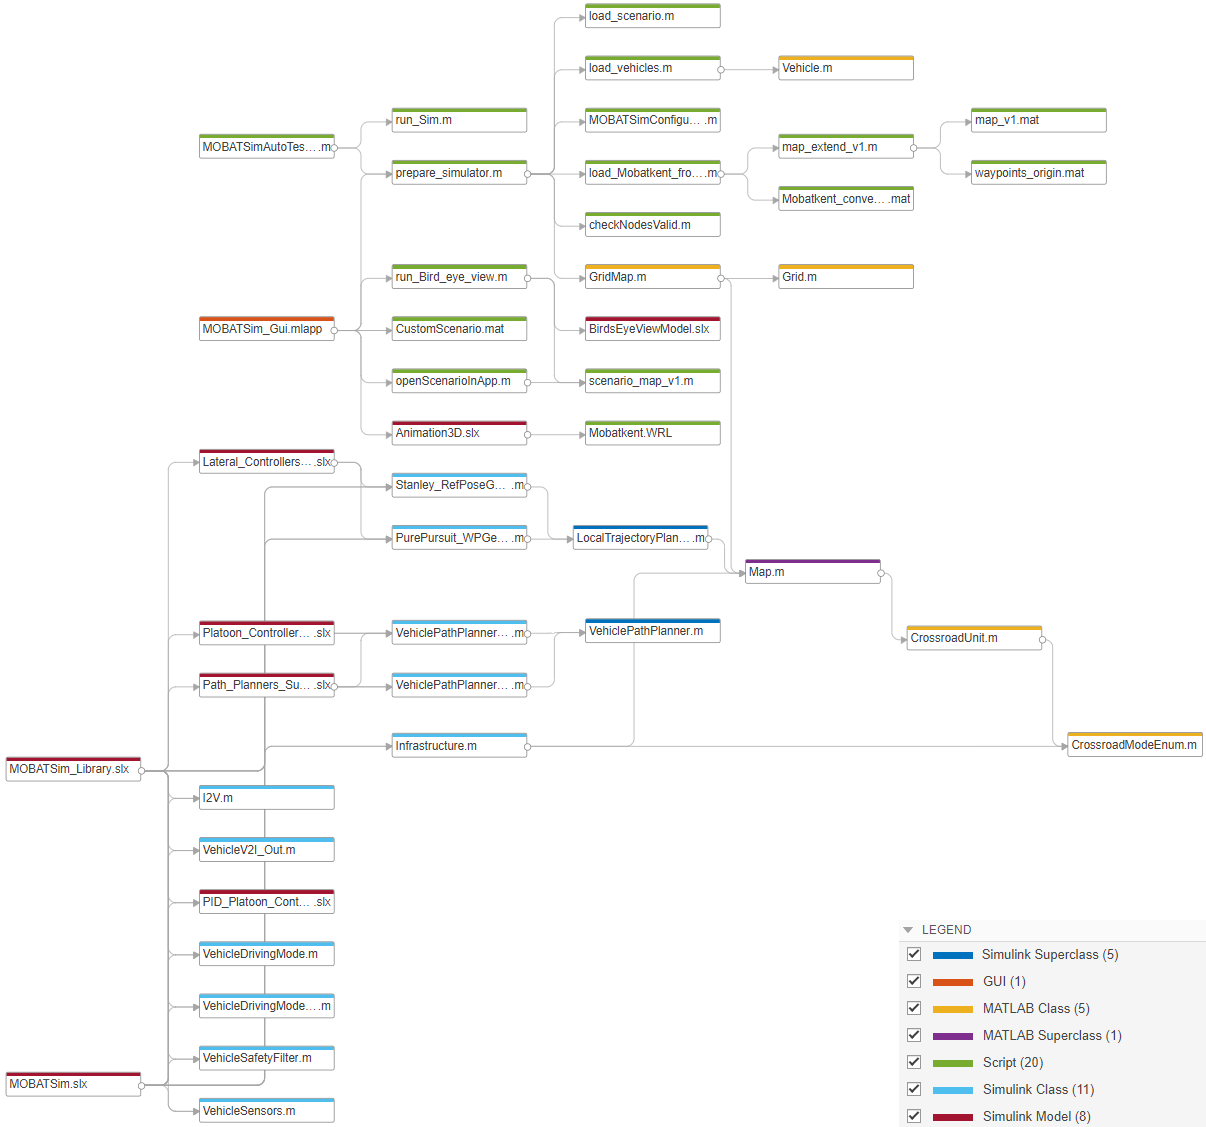 load_scenario.m
load_vehicles.m
Vehicle.m
run_Sim.m
MOBATSimConfigu... .m
map_v1.mat
MOBATSimAutoTes... .m
map_extend_v1.m
prepare_simulator.m
load_Mobatkent_fro... .m
waypoints_origin.mat
Mobatkent_conve... .mat
checkNodesValid.m
run_Bird_eye_view.m
GridMap.m
Grid.m
MOBATSim_Gui.mlapp
CustomScenario.mat
BirdsEyeViewModel.slx
openScenarioInApp.m
scenario_map_v1.m
Animation3D.slx
Mobatkent.WRL
Lateral_Controllers... .slx
Stanley_RefPoseG... .m
PurePursuit_WPGe... .m
LocalTrajectoryPlan... .m
Map.m
Platoon_Controller... .slx
VehiclePathPlanner... .m
VehiclePathPlanner.m
CrossroadUnit.m
Path_Planners_Su... .slx
VehiclePathPlanner... .m
Infrastructure.m
CrossroadModeEnum.m
MOBATSim_Library.slx
I2V.m
VehicleV2I_Out.m
PID_Platoon_Cont... .slx
VehicleDrivingMode.m
VehicleDrivingMode... .m
VehicleSafetyFilter.m
MOBATSim.slx
VehicleSensors.m
LEGEND
Simulink Superclass (5)
GUI (1)
MATLAB Class (5)
MATLAB Superclass (1)
Script (20)
Simulink Class (11)
Simulink Model (8)